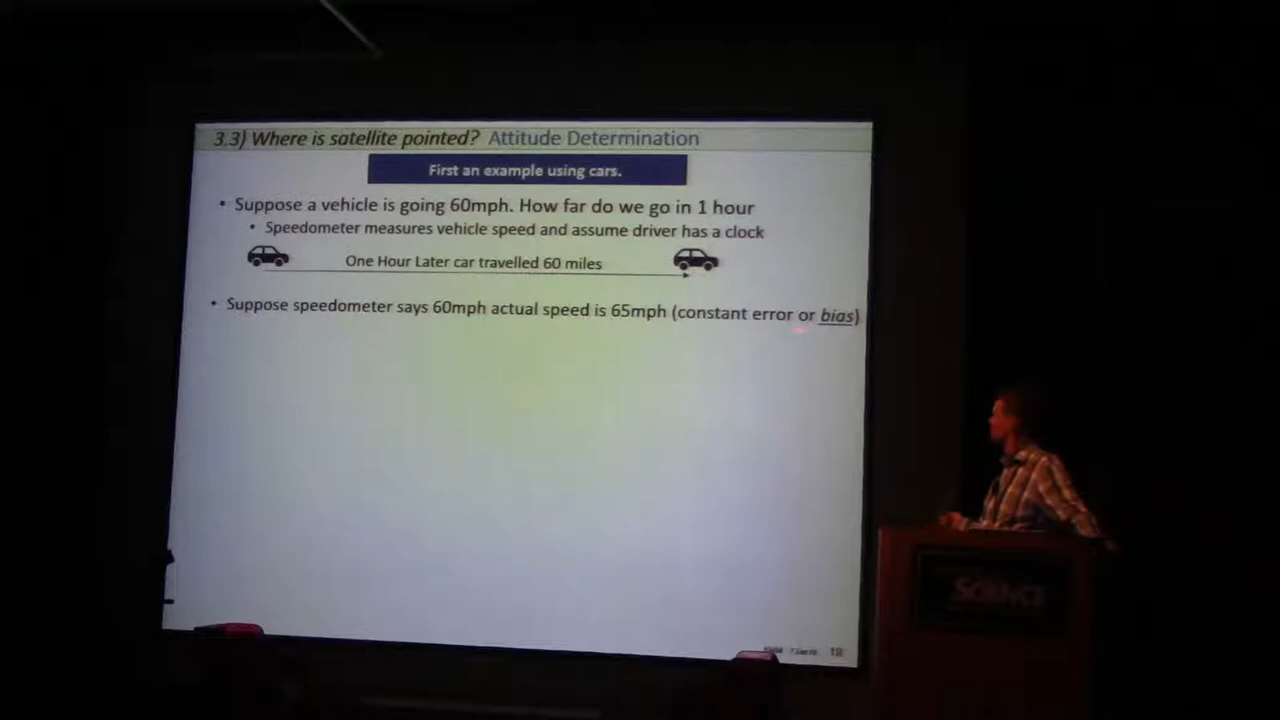 3.3) Where is satellite pointed? Attitude Determination
First an example using cars.
• Suppose a vehicle is going 60mph. How far do we go in 1 hour
• Speedometer measures vehicle speed and assume driver has a clock
One Hour Later car travelled 60 miles
• Suppose speedometer says 60mph actual speed is 65mph (constant error or bias)
18
SCIENCE